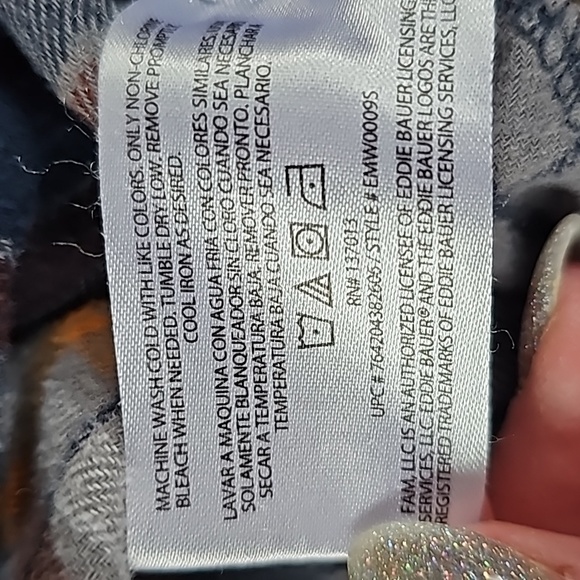 MACHINE WASH COLD WITH LIKE COLORS. ONLY NON-CHLORINE
BLEACH WHEN NEEDED. TUMBLE DRY LOW. REMOVE PROMPTLY.
COOL IRON AS DESIRED.
LAVAR A MAQUINA CON AGUA FRIA CON COLORES SIMILARES.
SOLAMENTE BLANQUEADOR SIN CLORO CUANDO SEA NECESARIO.
SECAR A TEMPERATURA BAJA. REMOVER PRONTO. PLANCHAR A
TEMPERATURA BAJA CUANDO SEA NECESARIO.
RN# 137013
UPC # 764204382695 / STYLE # EMW0009S
FAM, LLC IS AN AUTHORIZED LICENSEE OF EDDIE BAUER LICENSING
SERVICES, LLC. EDDIE BAUER® AND THE EDDIE BAUER LOGOS ARE THE
REGISTERED TRADEMARKS OF EDDIE BAUER LICENSING SERVICES, LLC